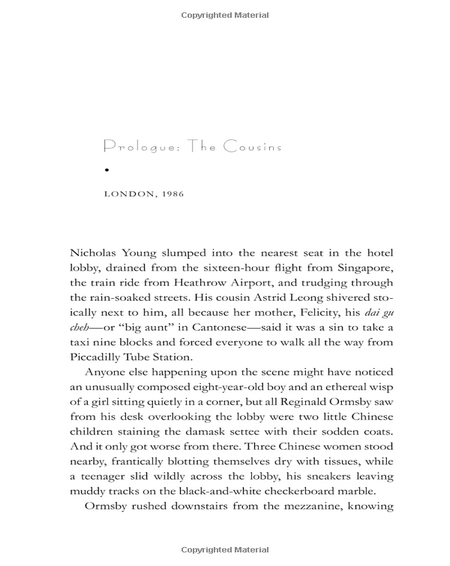 Copyrighted Material
Prologue: The Cousins
•
LONDON, 1986
Nicholas Young slumped into the nearest seat in the hotel
lobby, drained from the sixteen-hour flight from Singapore,
the train ride from Heathrow Airport, and trudging through
the rain-soaked streets. His cousin Astrid Leong shivered sto-
ically next to him, all because her mother, Felicity, his dai gu
cheh—or “big aunt” in Cantonese—said it was a sin to take a
taxi nine blocks and forced everyone to walk all the way from
Piccadilly Tube Station.
Anyone else happening upon the scene might have noticed
an unusually composed eight-year-old boy and an ethereal wisp
of a girl sitting quietly in a corner, but all Reginald Ormsby saw
from his desk overlooking the lobby were two little Chinese
children staining the damask settee with their sodden coats.
And it only got worse from there. Three Chinese women stood
nearby, frantically blotting themselves dry with tissues, while
a teenager slid wildly across the lobby, his sneakers leaving
muddy tracks on the black-and-white checkerboard marble.
Ormsby rushed downstairs from the mezzanine, knowing
Copyrighted Material